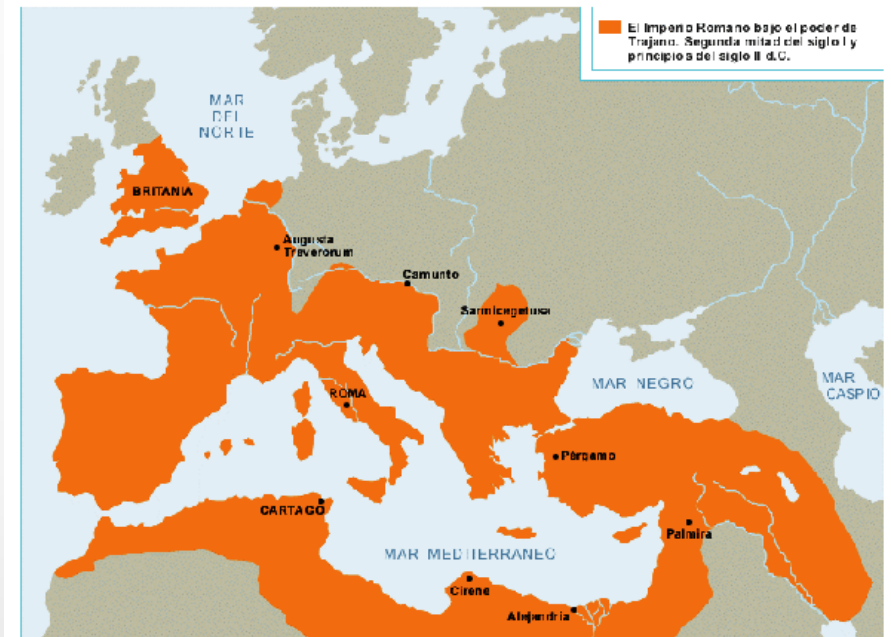 El Imperio Romano bajo el poder de
Trajano. Segunda mitad del siglo I y
principios del siglo II d.C.
MAR
DEL
NORTE
BRITANIA
Augusta
Treverorum
Carnunto
Sarmicegetusa
MAR NEGRO
MAR
CASPIO
ROMA
Pérgamo
CARTAGO
Palmira
MAR MEDITERRANEO
Cirene
Alejandría